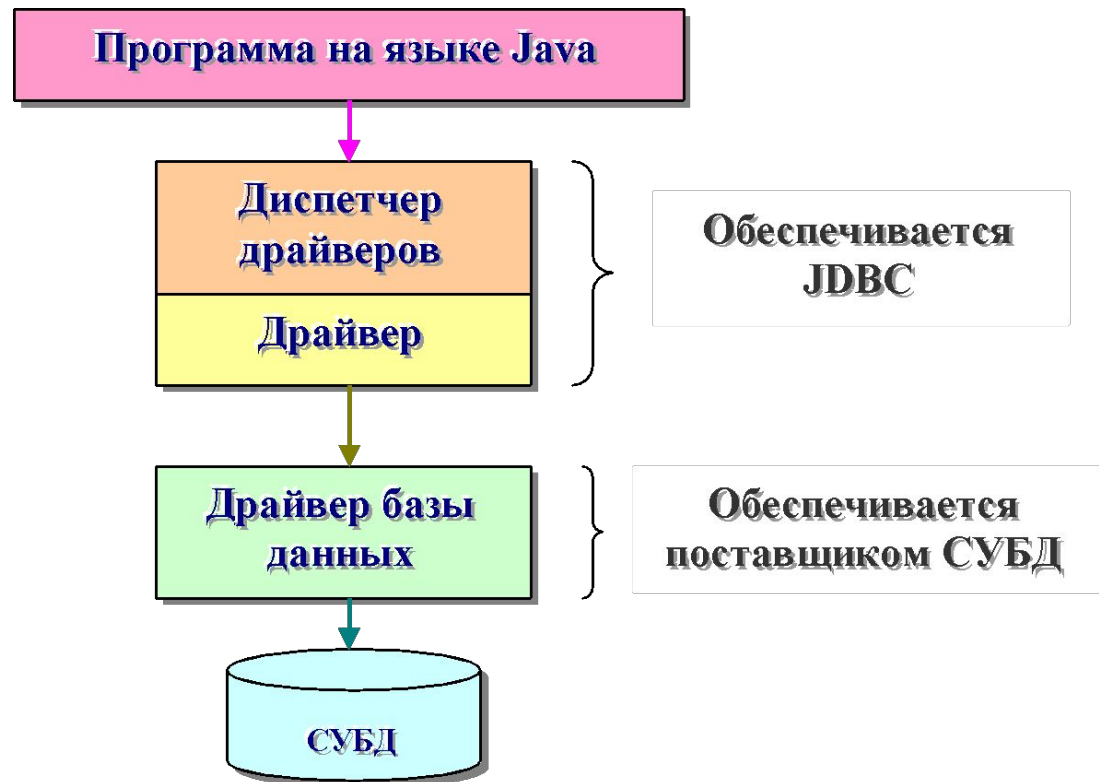 Программа на языке Java
Диспетчер
драйверов
Драйвер
Обеспечивается
JDBC
Драйвер базы
данных
Обеспечивается
поставщиком СУБД
СУБД